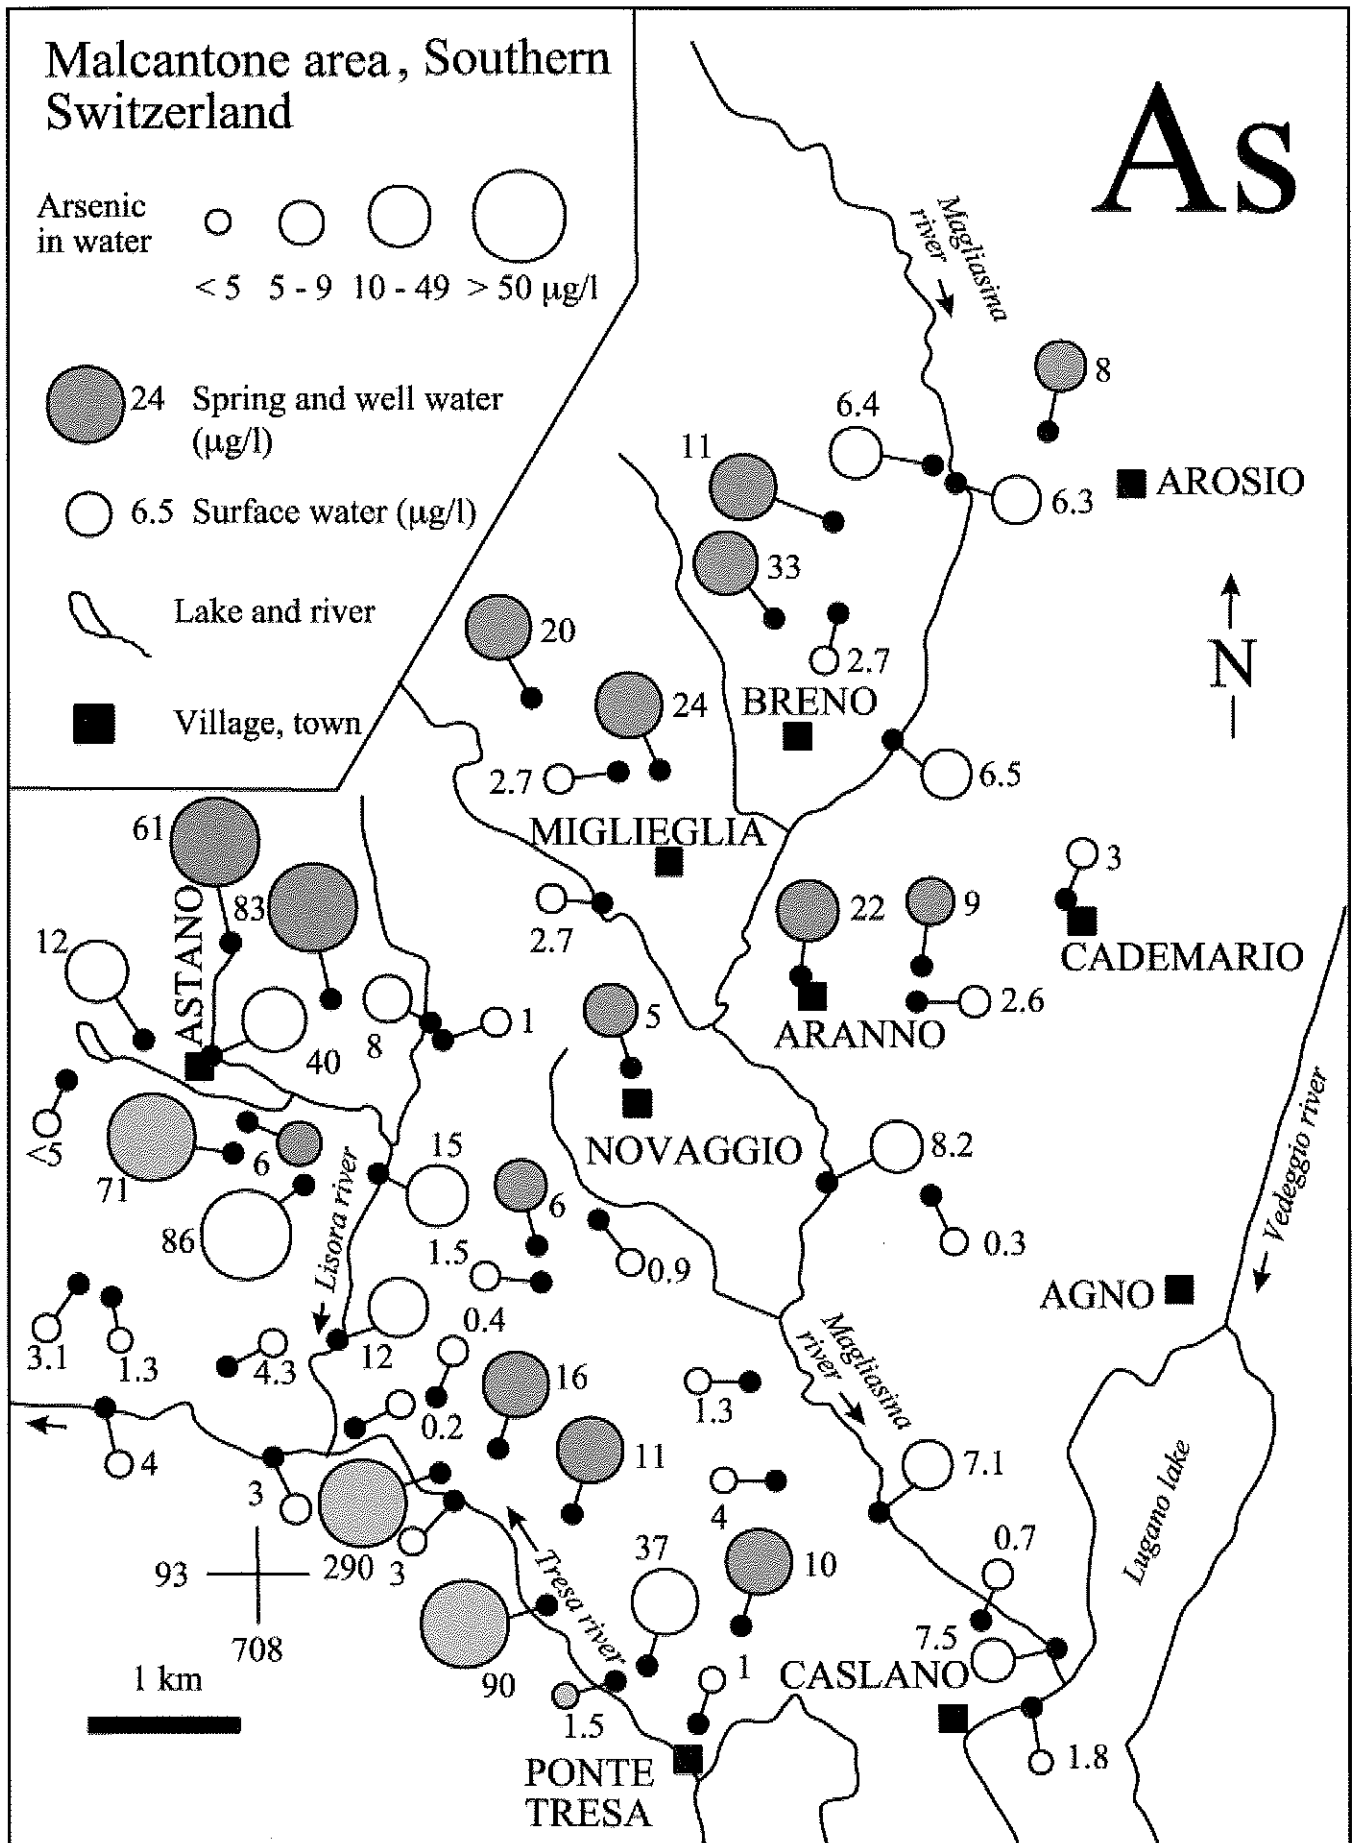 Malcantone area, Southern
Switzerland
As
Arsenic
in water
< 5 5 - 9 10 - 49 > 50 µg/l
24 Spring and well water
(µg/l)
6.5 Surface water (µg/l)
Lake and river
Village, town
Magliasina
river
8
6.4
11
AROSIO
6.3
33
20
2.7
N
24
BRENO
2.7
6.5
61
MIGLIEGLIA
3
83
22
9
12
2.7
CADEMARIO
ASTANO
5
2.6
1
ARANNO
40
8
Vedeggio river
<5
15
8.2
NOVAGGIO
6
71
6
86
Lisora river
1.5
0.9
0.3
AGNO
0.4
3.1
1.3
4.3
12
Magliasina
river
16
1.3
0.2
11
4
7.1
Lugano lake
3
4
0.7
37
290
3
10
93
Tresa river
708
7.5
1
CASLANO
1 km
90
1.5
1.8
PONTE
TRESA